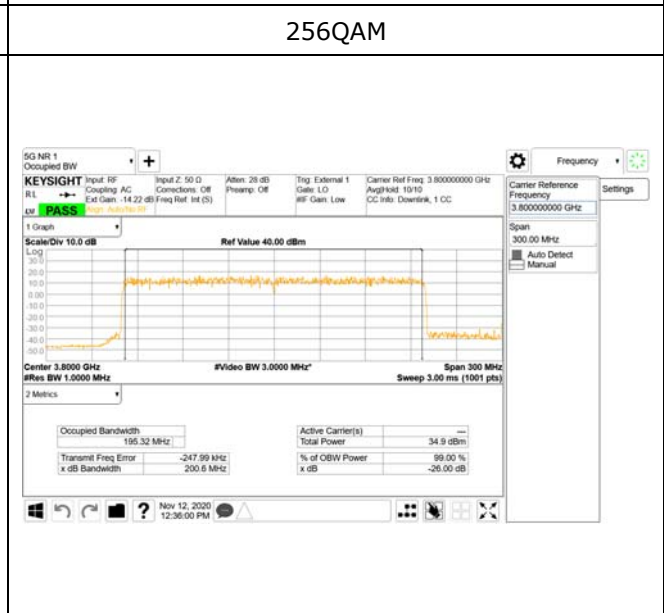 256QAM
5G NR 1
Occupied BW
Frequency
KEYSIGHT
RL
PASS
Input: RF
Coupling: AC
Ext Gain: -14.22 dB
Align: Auto/No RF
Input Z: 50 Ω
Corrections: Off
Freq Ref: Int (S)
Atten: 28 dB
Preamp: Off
Trig: External 1
Gate: LO
#IF Gain: Low
Carrier Ref Freq: 3.800000000 GHz
Avg|Hold: 10/10
CC Info: Downlink, 1 CC
Carrier Reference
Frequency
3.800000000 GHz
Settings
Span
300.00 MHz
Auto Detect
Manual
1 Graph
Scale/Div 10.0 dB
Ref Value 40.00 dBm
Log
30.0
20.0
10.0
0.00
-10.0
-20.0
-30.0
-40.0
-50.0
Center 3.8000 GHz
#Video BW 3.0000 MHz*
Span 300 MHz
#Res BW 1.0000 MHz
Sweep 3.00 ms (1001 pts)
2 Metrics
Occupied Bandwidth
195.32 MHz
Transmit Freq Error -247.99 kHz
x dB Bandwidth 200.6 MHz
Active Carrier(s) ---
Total Power 34.9 dBm
% of OBW Power 99.00 %
x dB -26.00 dB
?
Nov 12, 2020
12:36:00 PM